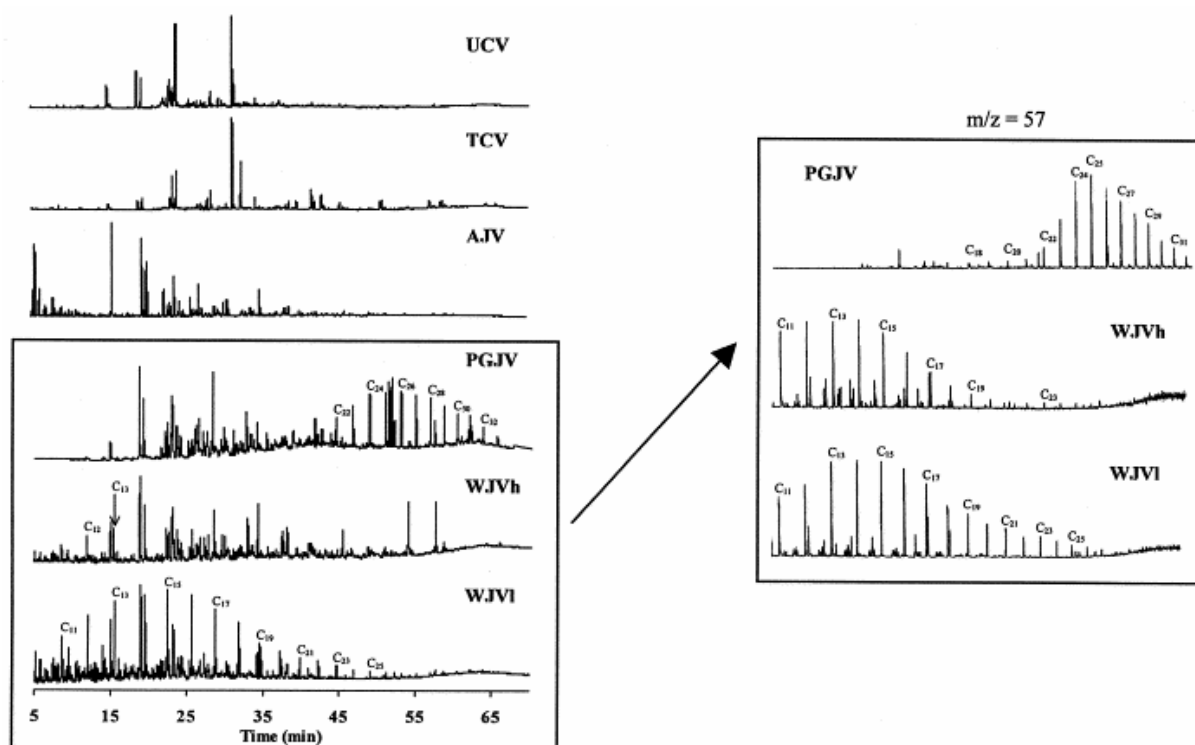 UCV
TCV
AJV
PGJV
C22 C24 C26 C28 C30 C32
WJVh
C12 C13
WJVl
C11 C13 C15 C17 C19 C21 C23 C25
5 15 25 35 45 55 65
Time (min)
m/z = 57
PGJV
C18 C20 C22 C24 C25 C27 C29 C31
WJVh
C11 C13 C15 C17 C19 C23
WJVl
C11 C13 C15 C17 C19 C21 C23 C25